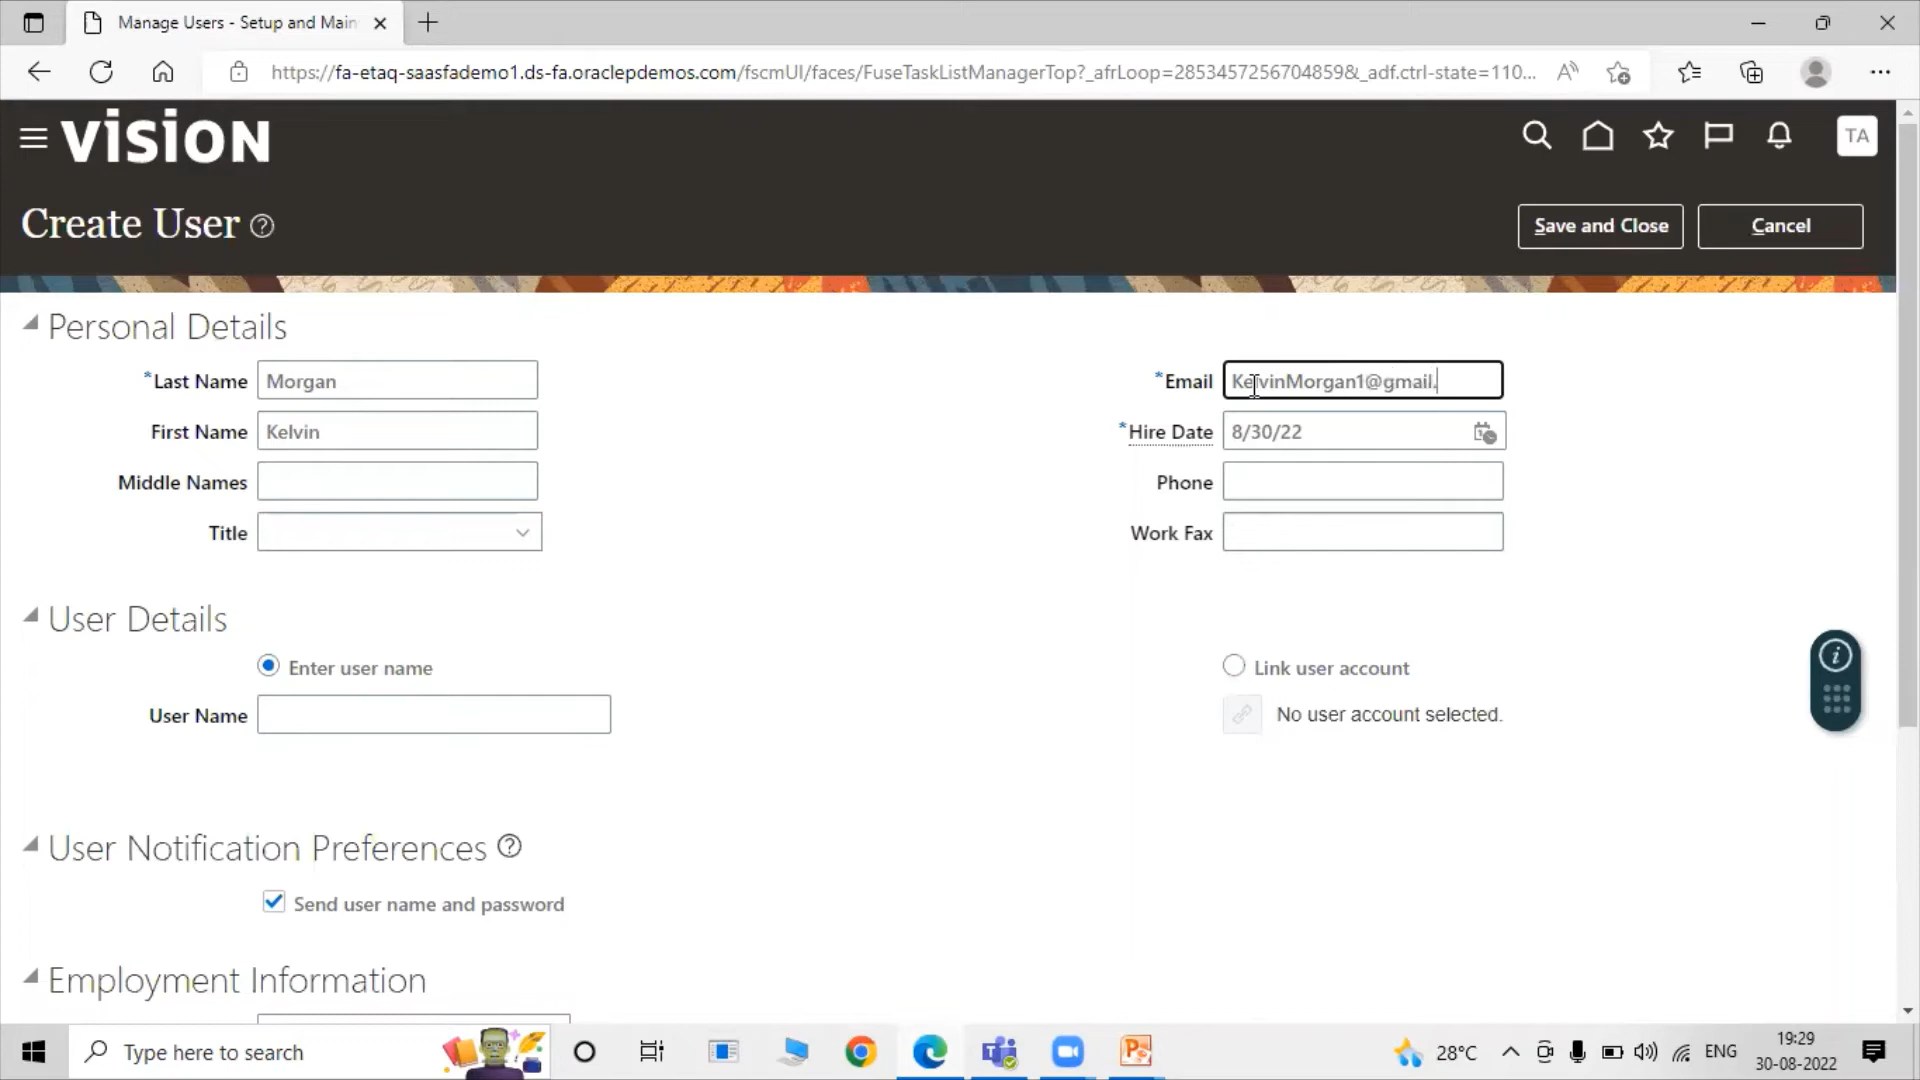 Manage Users - Setup and Main
https://fa-etaq-saasfademo1.ds-fa.oraclepdemos.com/fscmUI/faces/FuseTaskListManagerTop?_afrLoop=2853457256704859&_adf.ctrl-state=110...
VISION
TA
Create User
Save and Close
Cancel
Personal Details
*Last Name Morgan
First Name Kelvin
Middle Names
Title
*Email KelvinMorgan1@gmail.
*Hire Date 8/30/22
Phone
Work Fax
User Details
Enter user name
User Name
Link user account
No user account selected.
User Notification Preferences
Send user name and password
Employment Information
Type here to search
28°C
ENG
19:29
30-08-2022